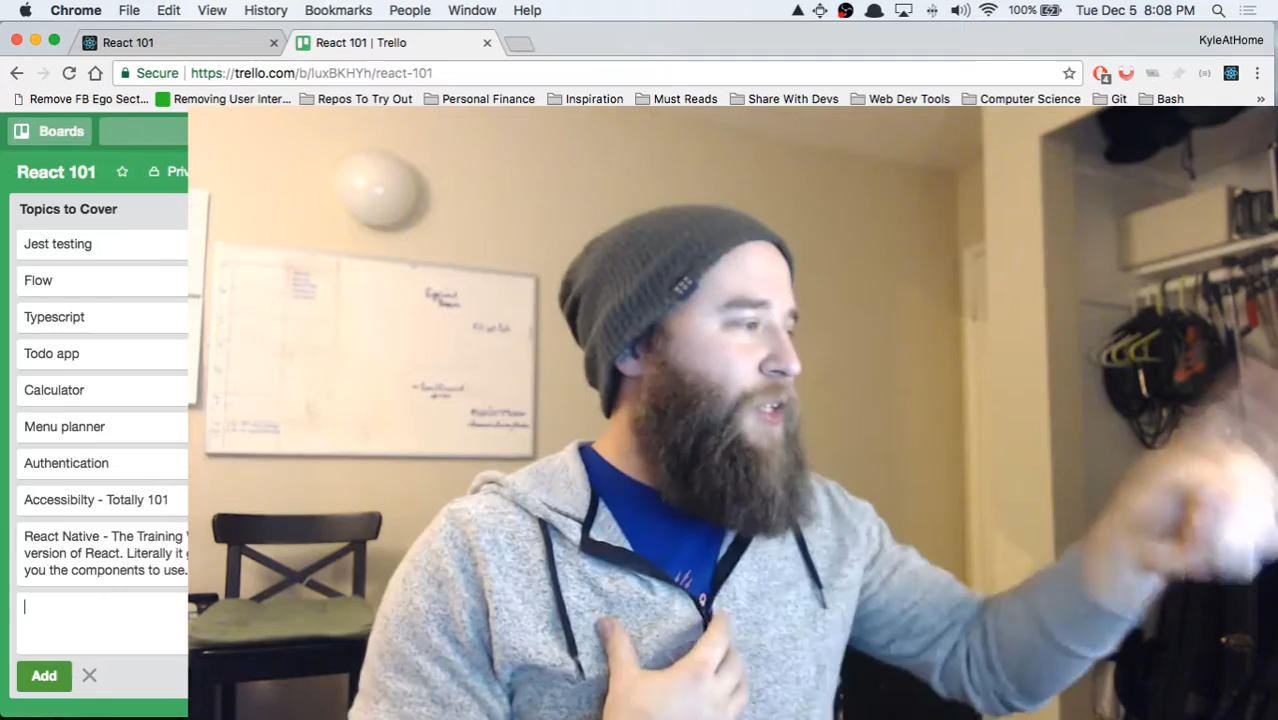 Chrome File Edit View History Bookmarks People Window Help 100% Tue Dec 5 8:08 PM
React 101 React 101 | Trello KyleAtHome
Secure https://trello.com/b/luxBKHYh/react-101
Remove FB Ego Sect... Removing User Inter... Repos To Try Out Personal Finance Inspiration Must Reads Share With Devs Web Dev Tools Computer Science Git Bash »
Boards
React 101 Priv
Topics to Cover
Jest testing
Flow
Typescript
Todo app
Calculator
Menu planner
Authentication
Accessibilty - Totally 101
React Native - The Training
version of React. Literally it
you the components to use.
Add